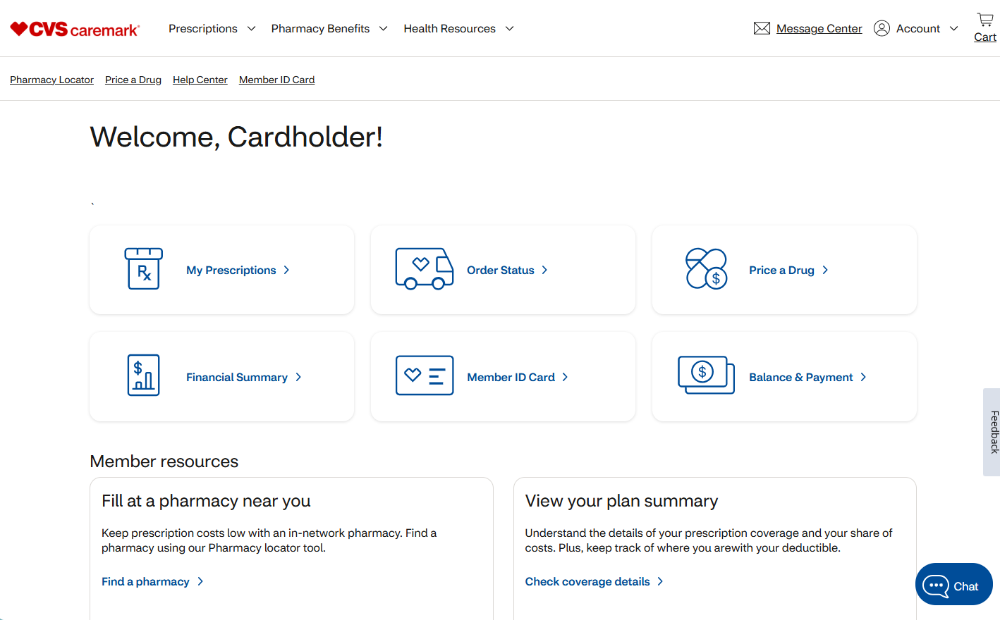 CVS caremark®
Prescriptions
Pharmacy Benefits
Health Resources
Message Center
Account
Cart
Pharmacy Locator
Price a Drug
Help Center
Member ID Card
Welcome, Cardholder!
`
Rx
My Prescriptions
Order Status
$
Price a Drug
$
Financial Summary
Member ID Card
$
Balance & Payment
Feedback
Member resources
Fill at a pharmacy near you
Keep prescription costs low with an in-network pharmacy. Find a
pharmacy using our Pharmacy locator tool.
Find a pharmacy
View your plan summary
Understand the details of your prescription coverage and your share of
costs. Plus, keep track of where you arewith your deductible.
Check coverage details
Chat